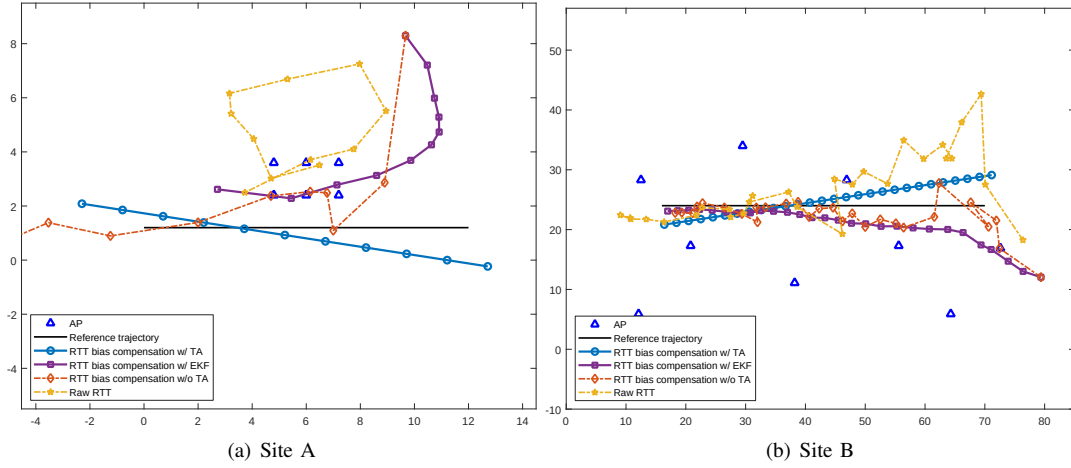 8
6
4
2
0
-2
-4
AP
Reference trajectory
RTT bias compensation w/ TA
RTT bias compensation w/ EKF
RTT bias compensation w/o TA
Raw RTT
-4 -2 0 2 4 6 8 10 12 14
(a) Site A
50
40
30
20
10
0
-10
AP
Reference trajectory
RTT bias compensation w/ TA
RTT bias compensation w/ EKF
RTT bias compensation w/o TA
Raw RTT
0 10 20 30 40 50 60 70 80
(b) Site B